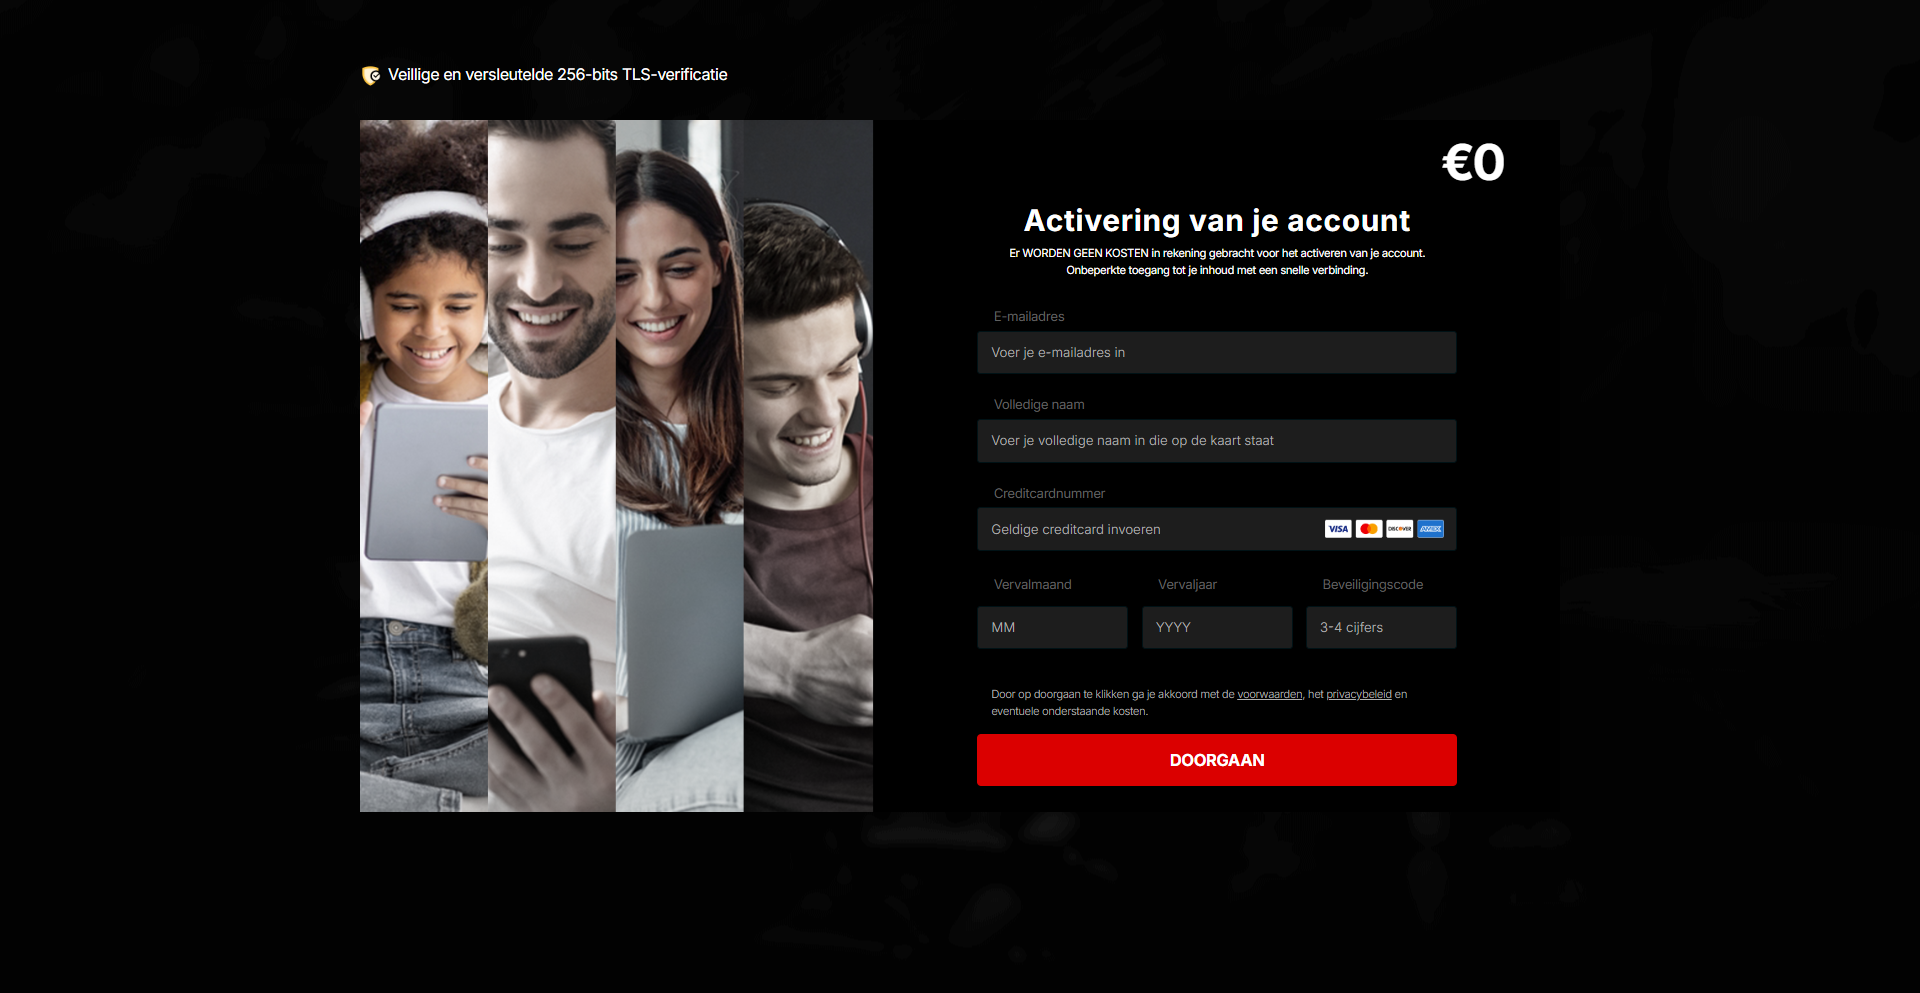 Veillige en versleutelde 256-bits TLS-verificatie
€0
Activering van je account
Er WORDEN GEEN KOSTEN in rekening gebracht voor het activeren van je account.
Onbeperkte toegang tot je inhoud met een snelle verbinding.
E-mailadres
Voer je e-mailadres in
Volledige naam
Voer je volledige naam in die op de kaart staat
Creditcardnummer
Geldige creditcard invoeren
VISA
DISCOVER
AMEX
Vervalmaand
Vervaljaar
Beveiligingscode
MM
YYYY
3-4 cijfers
Door op doorgaan te klikken ga je akkoord met de voorwaarden, het privacybeleid en
eventuele onderstaande kosten.
DOORGAAN